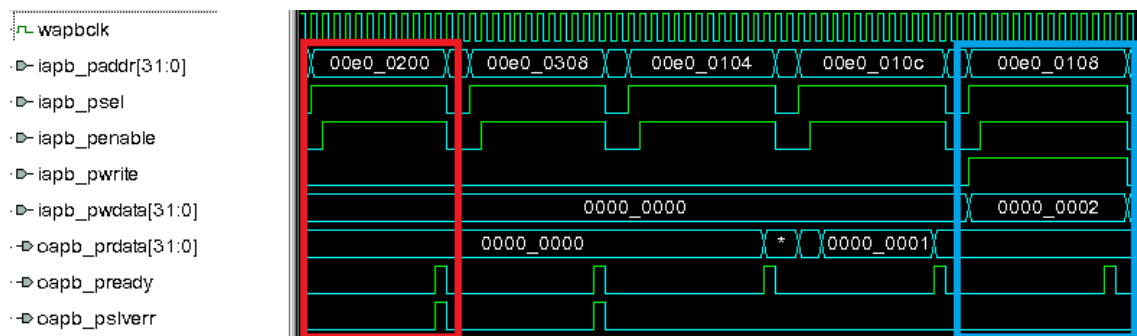 wapbclk
iapb_paddr[31:0] 00e0_0200 00e0_0308 00e0_0104 00e0_010c 00e0_0108
iapb_psel
iapb_penable
iapb_pwrite
iapb_pwdata[31:0] 0000_0000 0000_0002
oapb_prdata[31:0] 0000_0000 * 0000_0001
oapb_pready
oapb_pslverr